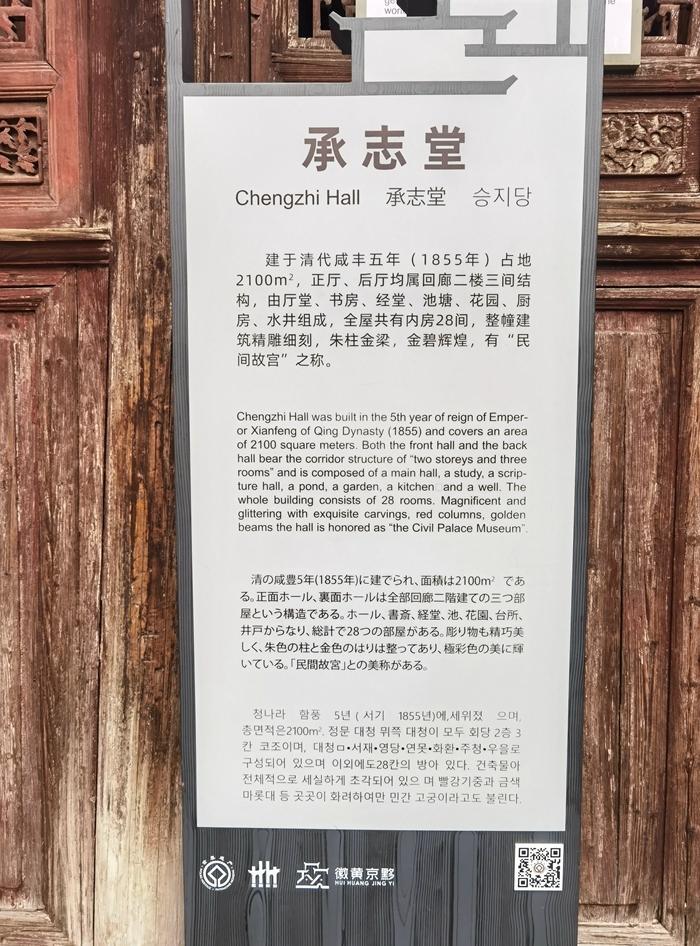 承志堂
Chengzhi Hall 承志堂 승지당
建于清代咸丰五年（1855年）占地
2100m²，正厅、后厅均属回廊二楼三间结
构，由厅堂、书房、经堂、池塘、花园、厨
房、水井组成，全屋共有内房28间，整幢建
筑精雕细刻，朱柱金梁，金碧辉煌，有“民
间故宫”之称。
Chengzhi Hall was built in the 5th year of reign of Emper-
or Xianfeng of Qing Dynasty (1855) and covers an area
of 2100 square meters. Both the front hall and the back
hall bear the corridor structure of “two storeys and three
rooms” and is composed of a main hall, a study, a scrip-
ture hall, a pond, a garden, a kitchen and a well. The
whole building consists of 28 rooms. Magnificent and
glittering with exquisite carvings, red columns, golden
beams the hall is honored as “the Civil Palace Museum”.
清の咸豊5年(1855年)に建でられ、面積は2100m² であ
る。正面ホール、裏面ホールは全部回廊二階建ての三つ部
屋という構造である。ホール、書斎、経堂、池、花園、台所、
井戸からなり、総計で28つの部屋がある。彫り物も精巧美
しく、朱色の柱と金色のはりは整ってあり、極彩色の美に輝
いている。「民間故宮」との美称がある。
청나라 함풍 5년 ( 서기 1855년)에,세위졌 으며,
총면적은2100m². 정문 대청 뮈쪽 대청이 모두 회당 2층 3
칸 코조이며, 대청ㅁ•서재•영당•연못•화환•주청•우을로
구성되어 있으며 이외에도28칸의 방아 있다. 건축물아
전체적으로 세실하게 초각되어 있으 며 빨강기중과 금색
마롯대 등 곳곳이 화려하여만 민간 고궁이라고도 불린다.
徽黄京黟
HUI HUANG JING YI